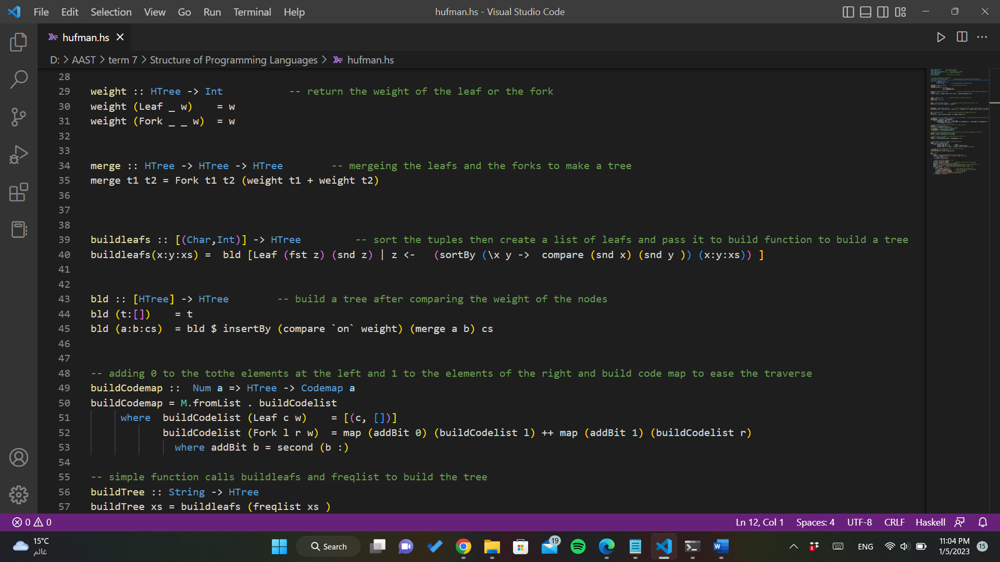 File Edit Selection View Go Run Terminal Help hufman.hs - Visual Studio Code
hufman.hs
D: > AAST > term 7 > Structure of Programming Languages > hufman.hs
28
29 weight :: HTree -> Int -- return the weight of the leaf or the fork
30 weight (Leaf _ w) = w
31 weight (Fork _ _ w) = w
32
33
34 merge :: HTree -> HTree -> HTree -- mergeing the leafs and the forks to make a tree
35 merge t1 t2 = Fork t1 t2 (weight t1 + weight t2)
36
37
38
39 buildleafs :: [(Char,Int)] -> HTree -- sort the tuples then create a list of leafs and pass it to build function to build a tree
40 buildleafs(x:y:xs) = bld [Leaf (fst z) (snd z) | z <- (sortBy (\x y -> compare (snd x) (snd y )) (x:y:xs)) ]
41
42
43 bld :: [HTree] -> HTree -- build a tree after comparing the weight of the nodes
44 bld (t:[]) = t
45 bld (a:b:cs) = bld $ insertBy (compare `on` weight) (merge a b) cs
46
47
48 -- adding 0 to the tothe elements at the left and 1 to the elements of the right and build code map to ease the traverse
49 buildCodemap :: Num a => HTree -> Codemap a
50 buildCodemap = M.fromList . buildCodelist
51 where buildCodelist (Leaf c w) = [(c, [])]
52 buildCodelist (Fork l r w) = map (addBit 0) (buildCodelist l) ++ map (addBit 1) (buildCodelist r)
53 where addBit b = second (b :)
54
55 -- simple function calls buildleafs and freqlist to build the tree
56 buildTree :: String -> HTree
57 buildTree xs = buildleafs (freqlist xs )
0 0 Ln 12, Col 1 Spaces: 4 UTF-8 CRLF Haskell
15°C
غائم
Search
19
3
ENG
11:04 PM
1/5/2023
15